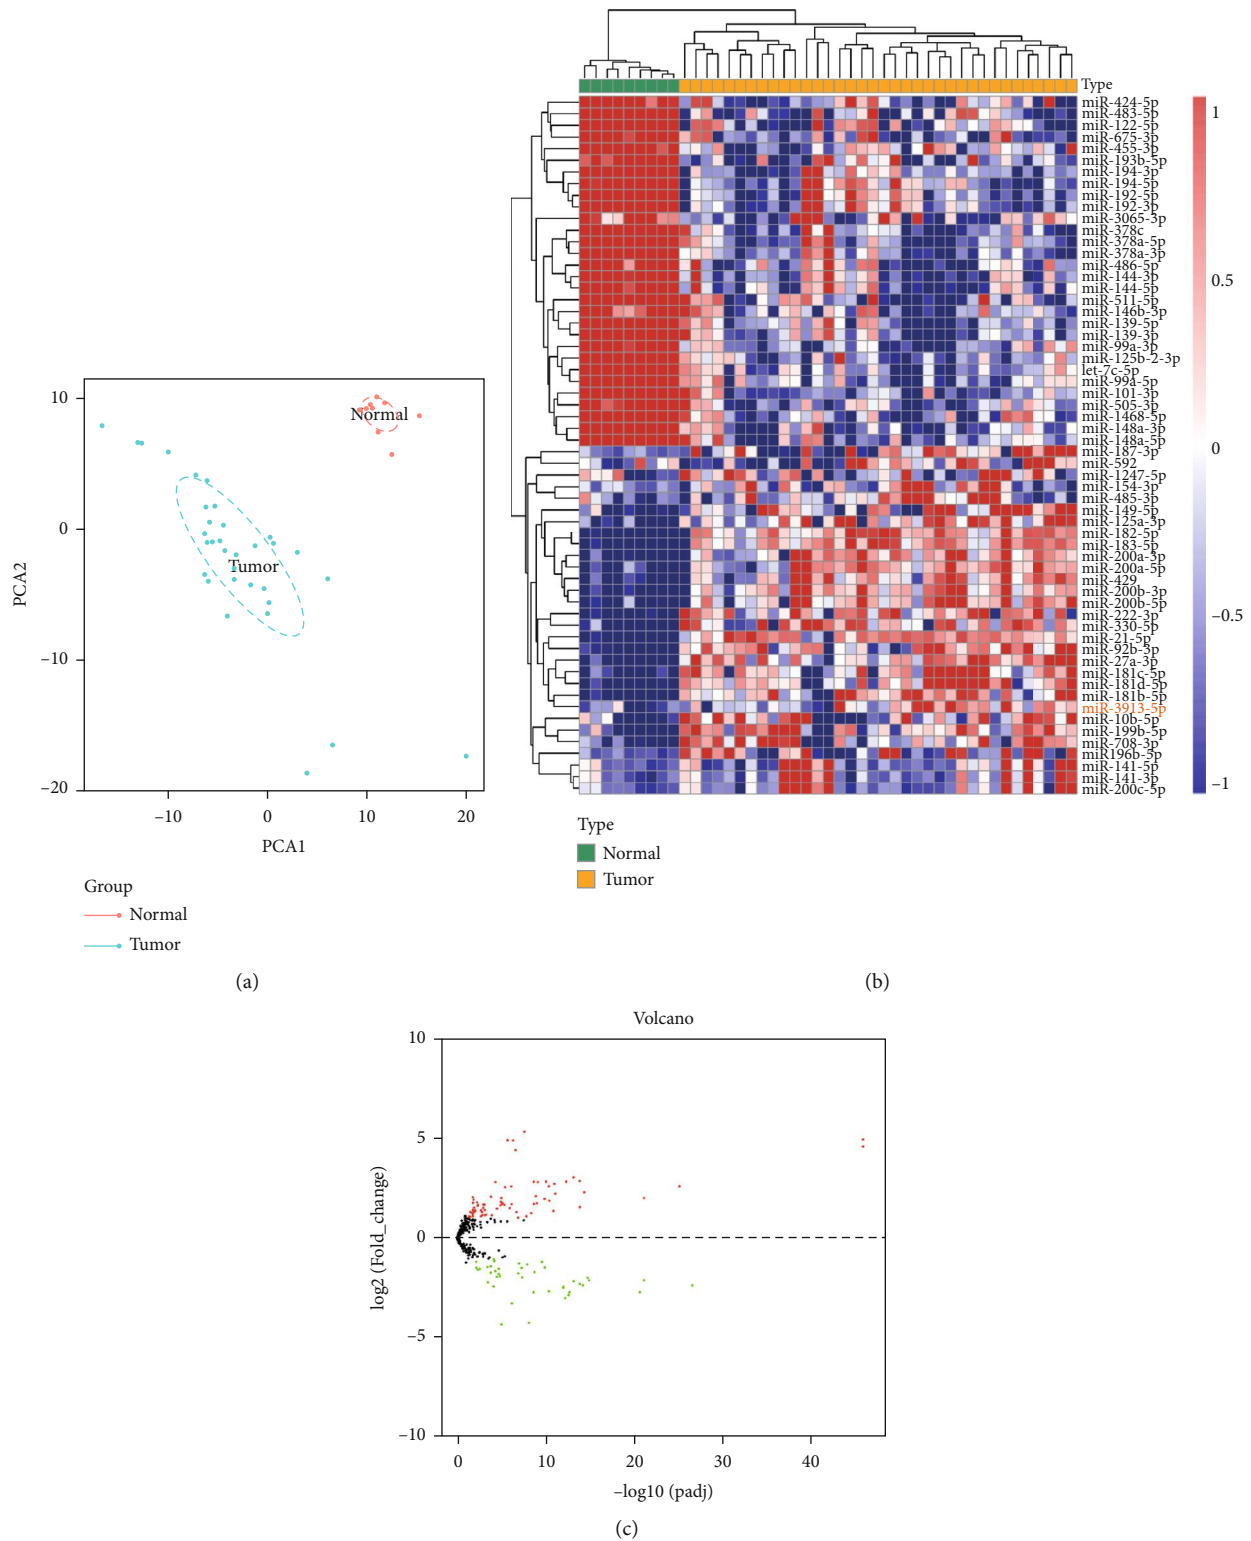 10
0
−10
−20
PCA2
Normal
Tumor
−10
0
10
20
PCA1
Group
Normal
Tumor
(a)
Type
miR-424-5p
miR-483-5p
miR-122-5p
miR-675-3p
miR-455-3p
miR-193b-5p
miR-194-3p
miR-194-5p
miR-192-5p
miR-192-3p
miR-3065-3p
miR-378c
miR-378a-5p
miR-378a-3p
miR-486-5p
miR-144-3p
miR-144-5p
miR-511-5p
miR-146b-3p
miR-139-5p
miR-139-3p
miR-99a-3p
miR-125b-2-3p
let-7c-5p
miR-99a-5p
miR-101-3p
miR-505-3p
miR-1468-5p
miR-148a-3p
miR-148a-5p
miR-187-3p
miR-592
miR-1247-5p
miR-154-3p
miR-485-3p
miR-149-5p
miR-125a-3p
miR-182-5p
miR-183-5p
miR-200a-3p
miR-200a-5p
miR-429
miR-200b-3p
miR-200b-5p
miR-222-3p
miR-330-5p
miR-21-5p
miR-92b-3p
miR-27a-3p
miR-181c-5p
miR-181d-5p
miR-181b-5p
miR-3913-5p
miR-10b-5p
miR-199b-5p
miR-708-3p
miR196b-5p
miR-141-5p
miR-141-3p
miR-200c-5p
1
0.5
0
−0.5
−1
Type
Normal
Tumor
(b)
Volcano
10
5
0
−5
−10
log2 (Fold_change)
0
10
20
30
40
−log10 (padj)
(c)